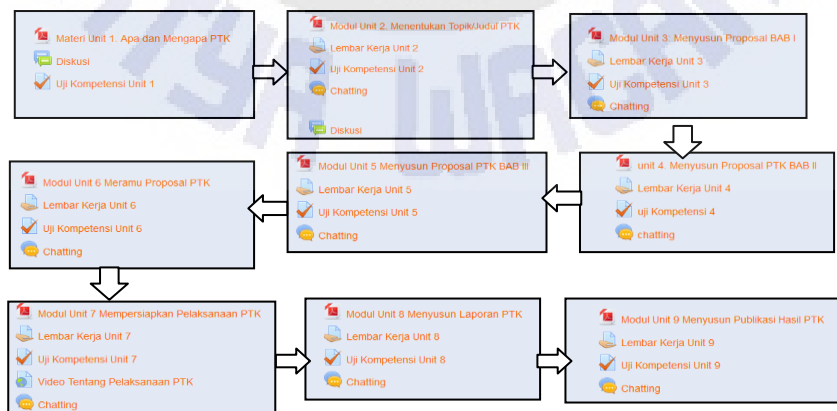 Materi Unit 1. Apa dan Mengapa PTK
Diskusi
Uji Kompetensi Unit 1
Modul Unit 2. Menentukan Topik/Judul PTK
Lembar Kerja Unit 2
Uji Kompetensi Unit 2
Chatting
Diskusi
Modul Unit 3: Menyusun Proposal BAB I
Lembar Kerja Unit 3
Uji Kompetensi Unit 3
Chatting
unit 4. Menyusun Proposal PTK BAB II
Lembar Kerja Unit 4
uji Kompetensi 4
chatting
Modul Unit 5 Menyusun Proposal PTK BAB III
Lembar Kerja Unit 5
Uji Kompetensi Unit 5
Chatting
Modul Unit 6 Meramu Proposal PTK
Lembar Kerja Unit 6
Uji Kompetensi Unit 6
Chatting
Modul Unit 7 Mempersiapkan Pelaksanaan PTK
Lembar Kerja Unit 7
Uji Kompetensi Unit 7
Video Tentang Pelaksanaan PTK
Chatting
Modul Unit 8 Menyusun Laporan PTK
Lembar Kerja Unit 8
Uji Kompetensi Unit 8
Chatting
Modul Unit 9 Menyusun Publikasi Hasil PTK
Lembar Kerja Unit 9
Uji Kompetensi Unit 9
Chatting